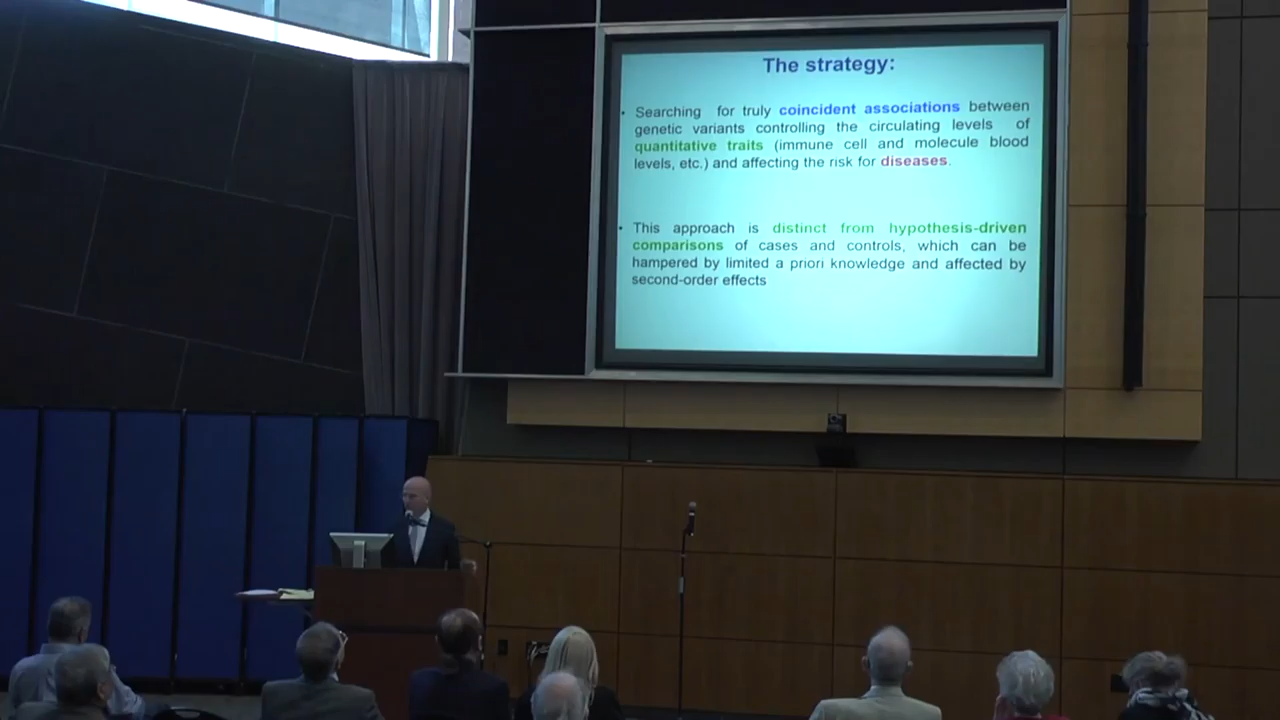 The strategy:
• Searching for truly coincident associations between
genetic variants controlling the circulating levels of
quantitative traits (immune cell and molecule blood
levels, etc.) and affecting the risk for diseases.
• This approach is distinct from hypothesis-driven
comparisons of cases and controls, which can be
hampered by limited a priori knowledge and affected by
second-order effects